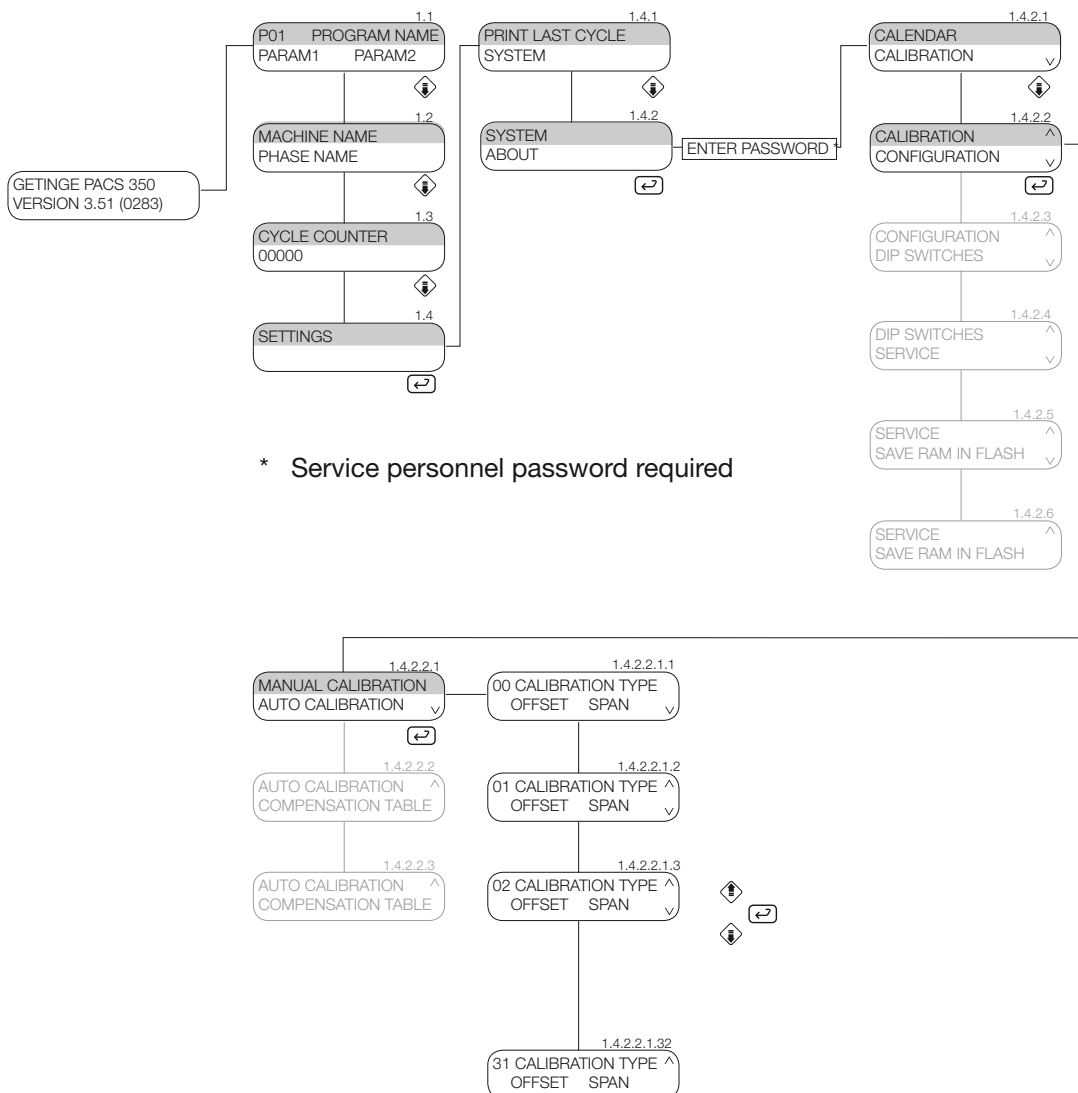 GETINGE PACS 350
VERSION 3.51 (0283)
1.1
P01 PROGRAM NAME
PARAM1 PARAM2
1.2
MACHINE NAME
PHASE NAME
1.3
CYCLE COUNTER
00000
1.4
SETTINGS
1.4.1
PRINT LAST CYCLE
SYSTEM
1.4.2
SYSTEM
ABOUT
ENTER PASSWORD *
1.4.2.1
CALENDAR
CALIBRATION
1.4.2.2
CALIBRATION
CONFIGURATION
1.4.2.3
CONFIGURATION
DIP SWITCHES
1.4.2.4
DIP SWITCHES
SERVICE
1.4.2.5
SERVICE
SAVE RAM IN FLASH
1.4.2.6
SERVICE
SAVE RAM IN FLASH
* Service personnel password required
1.4.2.2.1
MANUAL CALIBRATION
AUTO CALIBRATION
1.4.2.2.2
AUTO CALIBRATION
COMPENSATION TABLE
1.4.2.2.3
AUTO CALIBRATION
COMPENSATION TABLE
1.4.2.2.1.1
00 CALIBRATION TYPE
OFFSET SPAN
1.4.2.2.1.2
01 CALIBRATION TYPE
OFFSET SPAN
1.4.2.2.1.3
02 CALIBRATION TYPE
OFFSET SPAN
1.4.2.2.1.32
31 CALIBRATION TYPE
OFFSET SPAN